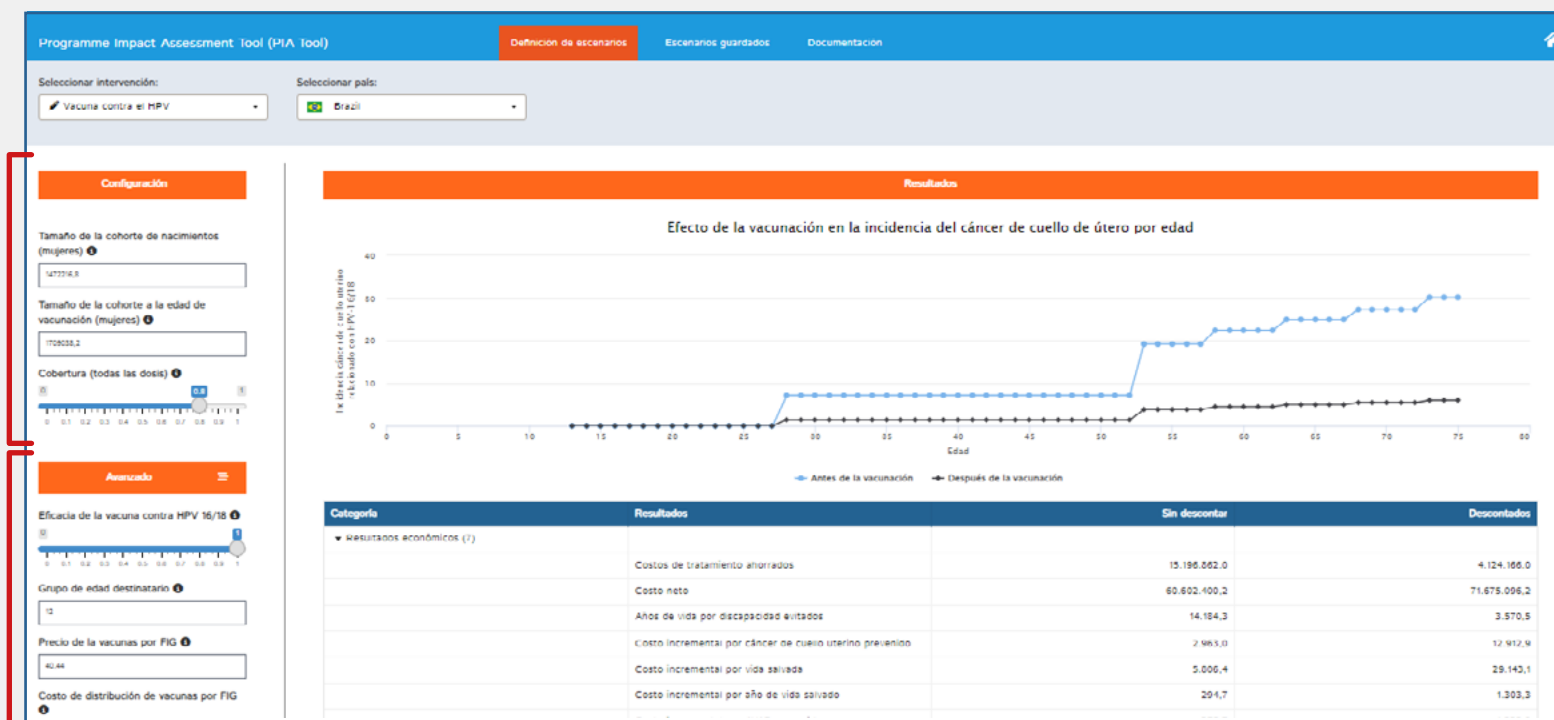 Programme Impact Assessment Tool (PIA Tool)
Definición de escenarios
Escenarios guardados
Documentación
Seleccionar intervención:
Seleccionar país:
Vacuna contra el HPV
Brazil
Configuración
Tamaño de la cohorte de nacimientos
(mujeres)
Tamaño de la cohorte a la edad de
vacunación (mujeres)
Cobertura (todas las dosis)
0 0.8 1
0 0.1 0.2 0.3 0.4 0.5 0.6 0.7 0.8 0.9 1
Avanzado
Eficacia de la vacuna contra HPV 16/18
0 1
0 0.1 0.2 0.3 0.4 0.5 0.6 0.7 0.8 0.9 1
Grupo de edad destinatario
Precio de la vacunas por FIG
40,44
Costo de distribución de vacunas por FIG
Resultados
Efecto de la vacunación en la incidencia del cáncer de cuello de útero por edad
Incidencia cáncer de cuello uterino
relacionado con HPV-16/18
40
30
20
10
0
0 5 10 15 20 25 30 35 40 45 50 55 60 65 70 75 80
Edad
Antes de la vacunación Después de la vacunación
Categoría Resultados Sin descontar Descontados
Resultados económicos (7)
Costos de tratamiento ahorrados 15.196.862,0 4.124.166,0
Costo neto 60.602.400,2 71.675.096,2
Años de vida por discapacidad evitados 14.184,3 3.570,5
Costo incremental por cáncer de cuello uterino prevenido 2.963,0 12.912,9
Costo incremental por vida salvada 5.006,4 29.143,1
Costo incremental por año de vida salvado 294,7 1.303,3